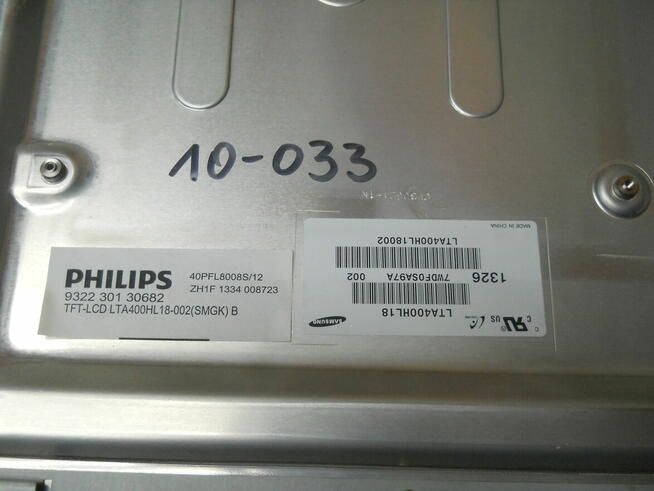 10-033
PHILIPS
9322 301 30682
TFT-LCD LTA400HL18-002(SMGK) B
40PFL8008S/12
ZH1F 1334 008723
MADE IN CHINA
LTA400HL18002
1326 7WDF0SA97A 002
LTA400HL18
SAMSUNG
C US